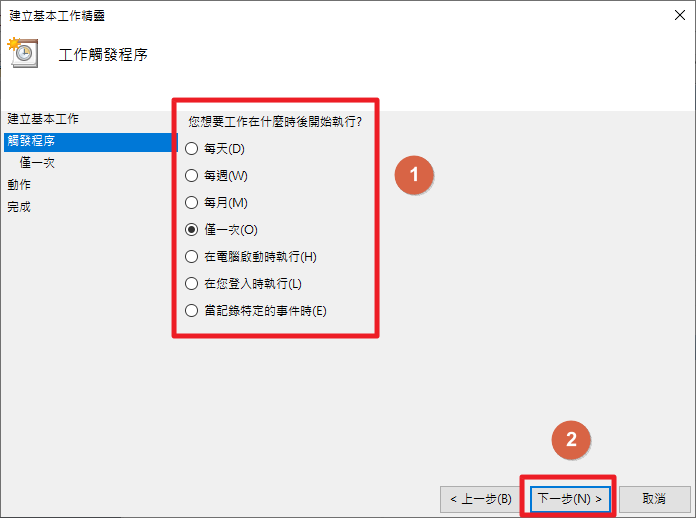 建立基本工作精靈
工作觸發程序
建立基本工作
觸發程序
僅一次
動作
完成
您想要工作在什麼時後開始執行?
每天(D)
每週(W)
每月(M)
僅一次(O)
在電腦啟動時執行(H)
在您登入時執行(L)
當記錄特定的事件時(E)
1
2
< 上一步(B)
下一步(N) >
取消